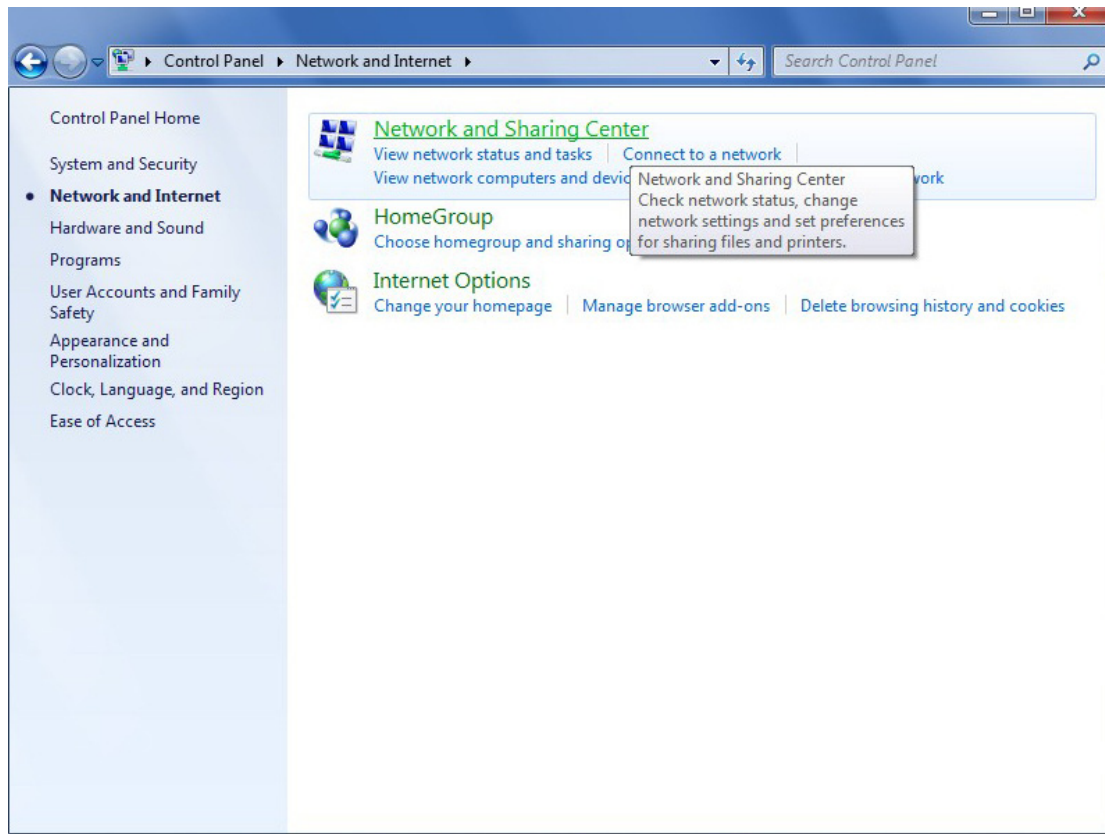 Control Panel Network and Internet
Search Control Panel
Control Panel Home
System and Security
Network and Internet
Hardware and Sound
Programs
User Accounts and Family
Safety
Appearance and
Personalization
Clock, Language, and Region
Ease of Access
Network and Sharing Center
View network status and tasks Connect to a network
View network computers and
Network and Sharing Center
Check network status, change
network settings and set preferences
for sharing files and printers.
HomeGroup
Choose homegroup and sharing
Internet Options
Change your homepage Manage browser add-ons Delete browsing history and cookies